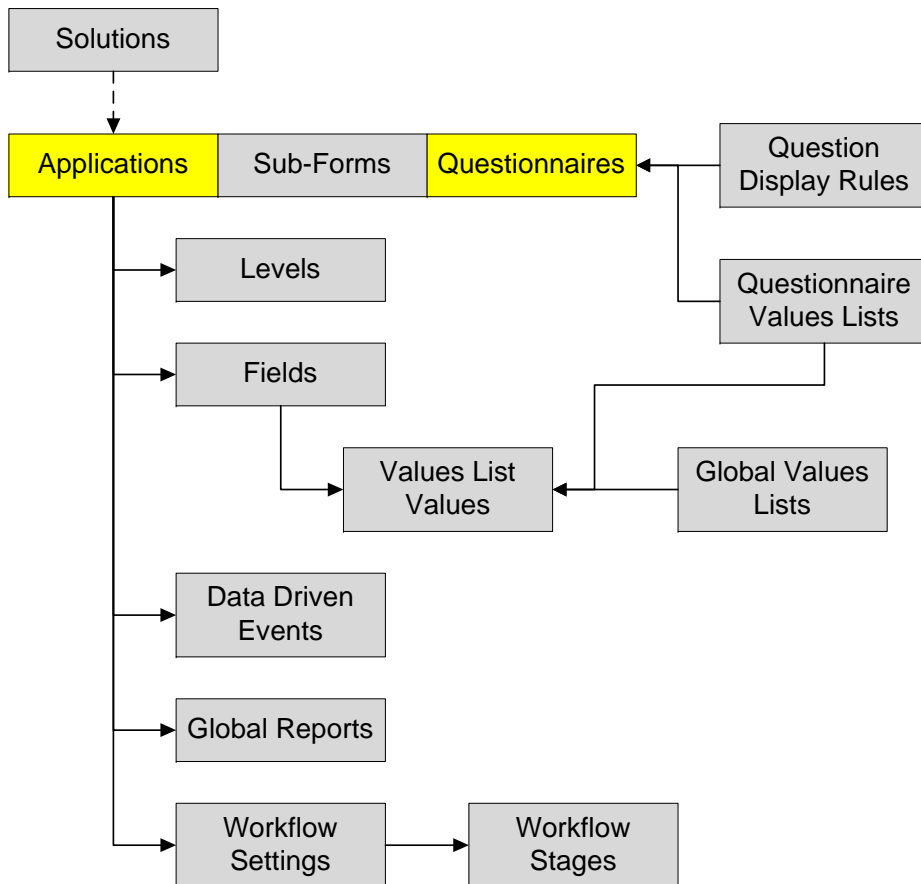 Solutions
Applications
Sub-Forms
Questionnaires
Question
Display Rules
Levels
Questionnaire
Values Lists
Fields
Values List
Values
Global Values
Lists
Data Driven
Events
Global Reports
Workflow
Settings
Workflow
Stages